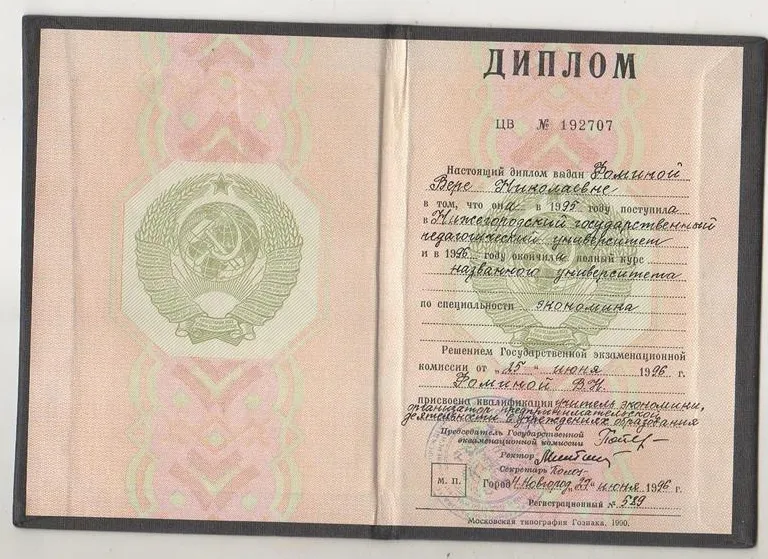 ДИПЛОМ
ЦВ № 192707
Настоящий диплом выдан Фоминой
Вере Николаевне
в том, что она в 1995 году поступила
в Нижегородский государственный
педагогический университет
и в 1996 году окончила полный курс
названного университета
по специальности экономика
Решением Государственной экзаменационной
комиссии от „25“ июня 1996 г.
Фоминой В.Н.
присвоена квалификация учитель экономики,
организатор предпринимательской
деятельности в учреждениях образования
Председатель Государственной
экзаменационной комиссии
Ректор
Секретарь
М. П.
Город Н.Новгород „27“ июня 1996 г.
Регистрационный № 529
Московская типография Гознака. 1990.